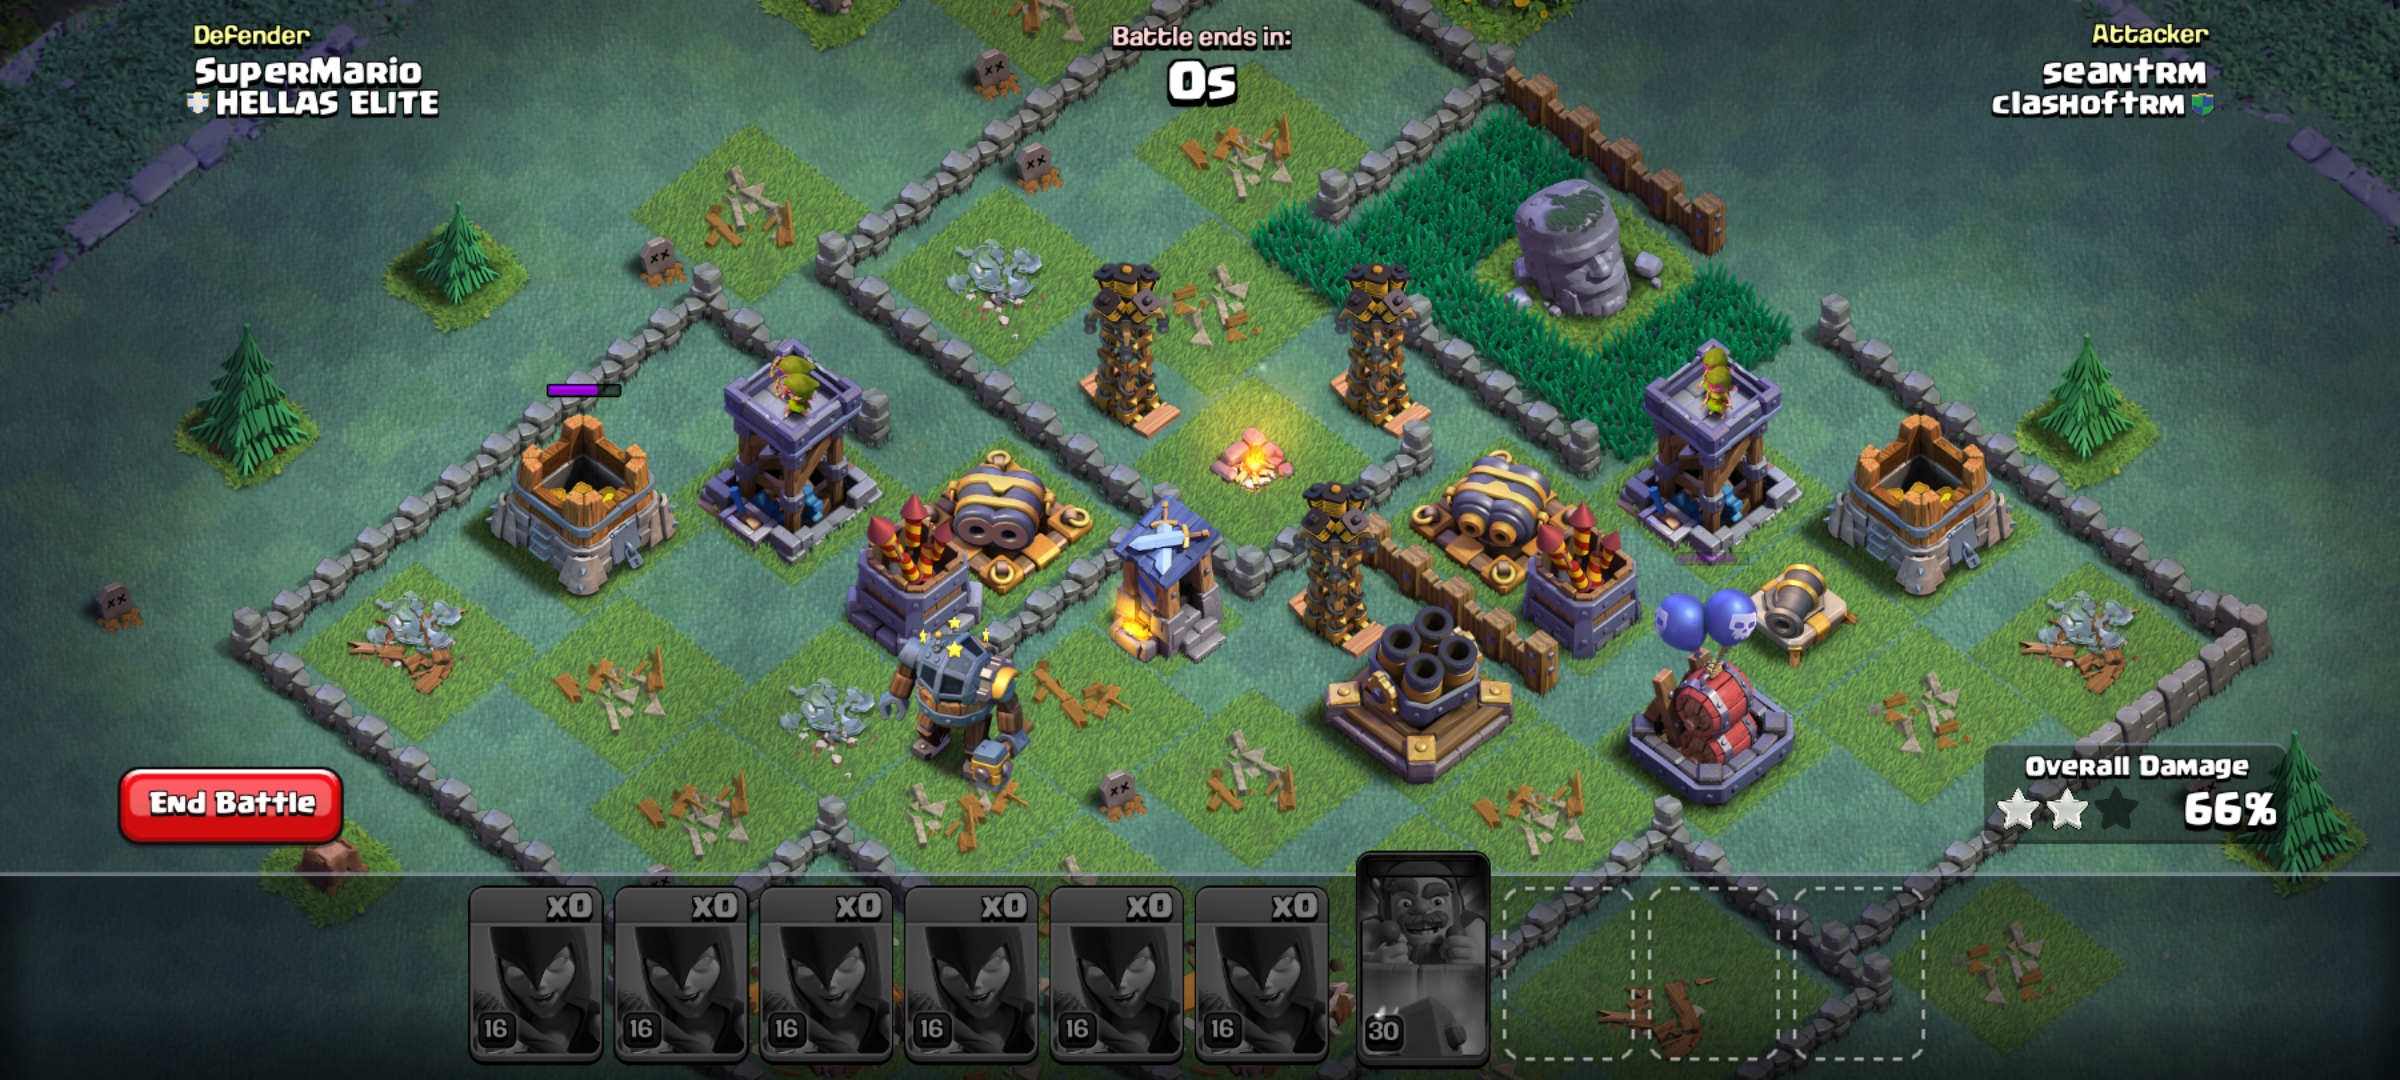 Defender
SuperMario
HELLAS ELITE
Battle ends in:
0s
Attacker
seantRM
clashoftRM
End Battle
Overall Damage
66%
x0
x0
x0
x0
x0
x0
16
16
16
16
16
16
30